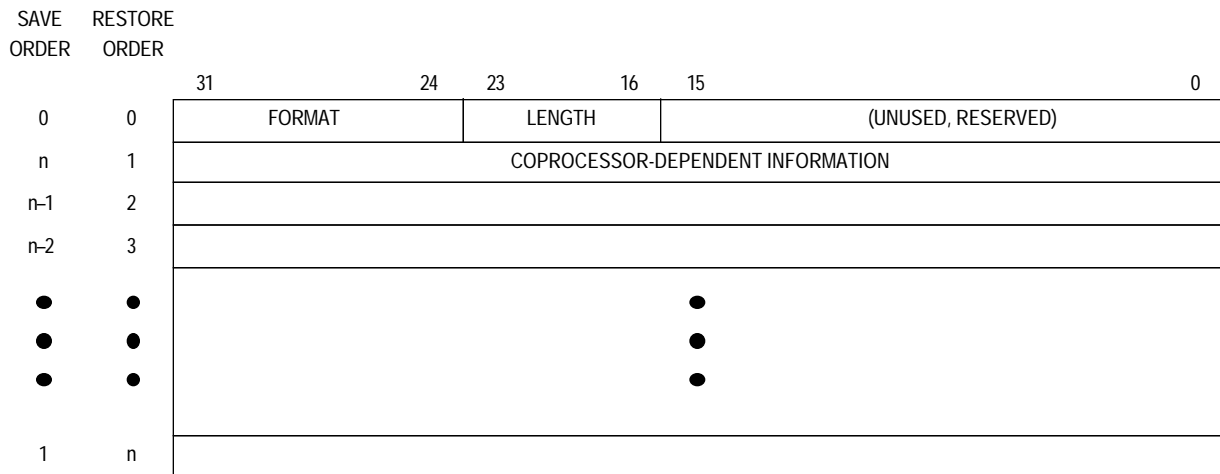 SAVE RESTORE
ORDER ORDER
31 24 23 16 15 0
0 0 FORMAT LENGTH (UNUSED, RESERVED)
n 1 COPROCESSOR-DEPENDENT INFORMATION
n–1 2
n–2 3
1 n